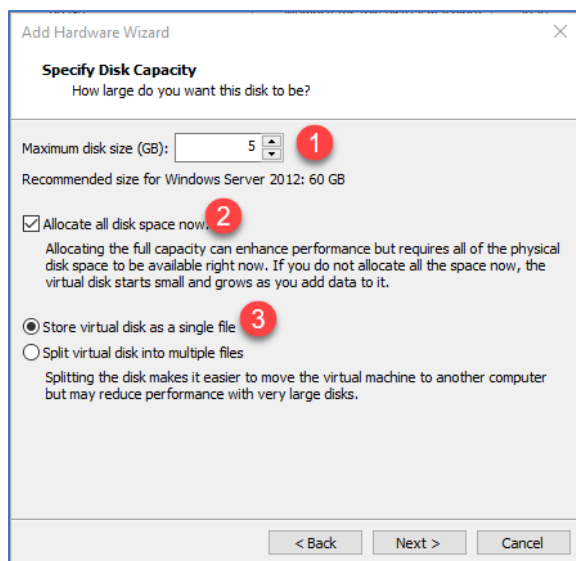 Add Hardware Wizard
Specify Disk Capacity
How large do you want this disk to be?
Maximum disk size (GB): 5 1
Recommended size for Windows Server 2012: 60 GB
Allocate all disk space now. 2
Allocating the full capacity can enhance performance but requires all of the physical
disk space to be available right now. If you do not allocate all the space now, the
virtual disk starts small and grows as you add data to it.
Store virtual disk as a single file 3
Split virtual disk into multiple files
Splitting the disk makes it easier to move the virtual machine to another computer
but may reduce performance with very large disks.
< Back Next > Cancel